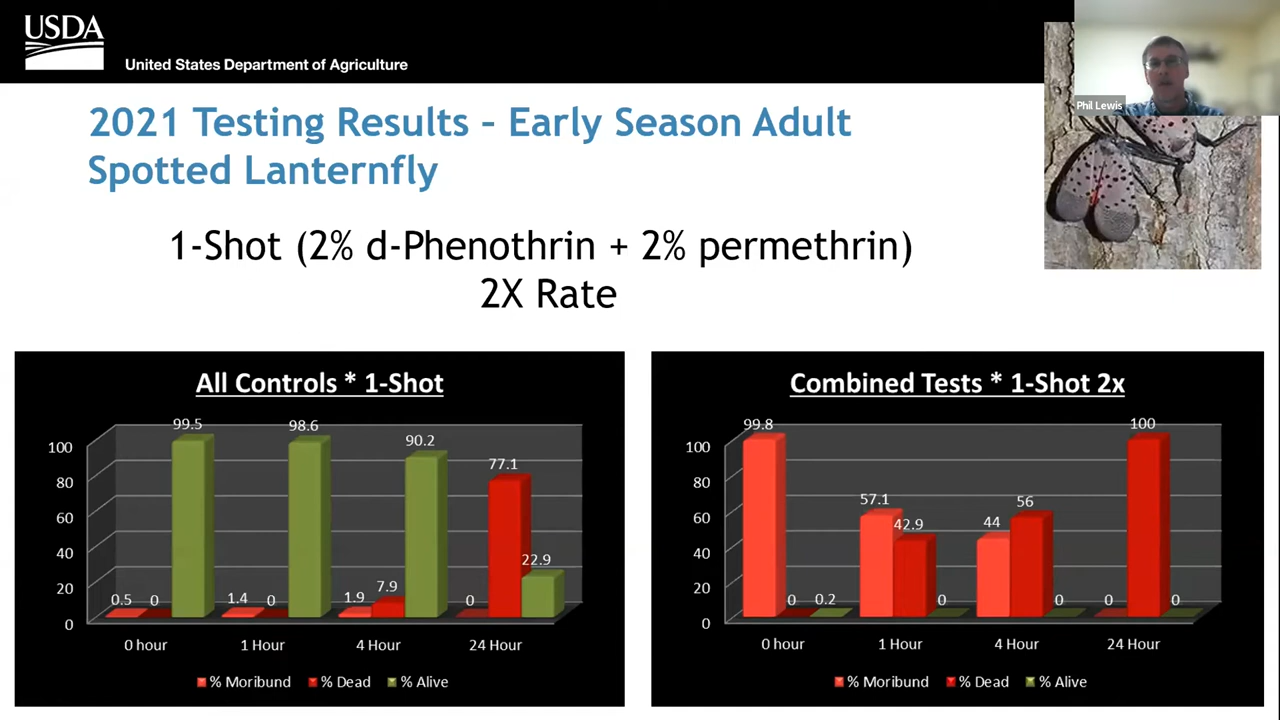 USDA
United States Department of Agriculture
Phil Lewis
2021 Testing Results – Early Season Adult
Spotted Lanternfly
1-Shot (2% d-Phenothrin + 2% permethrin)
2X Rate
All Controls * 1-Shot
99.5
98.6
90.2
77.1
22.9
0.5
0
1.4
0
1.9
7.9
0
100
80
60
40
20
0
0 hour
1 Hour
4 Hour
24 Hour
% Moribund
% Dead
% Alive
Combined Tests * 1-Shot 2x
99.8
0
0.2
57.1
42.9
0
44
56
0
0
100
0
100
80
60
40
20
0
0 hour
1 Hour
4 Hour
24 Hour
% Moribund
% Dead
% Alive